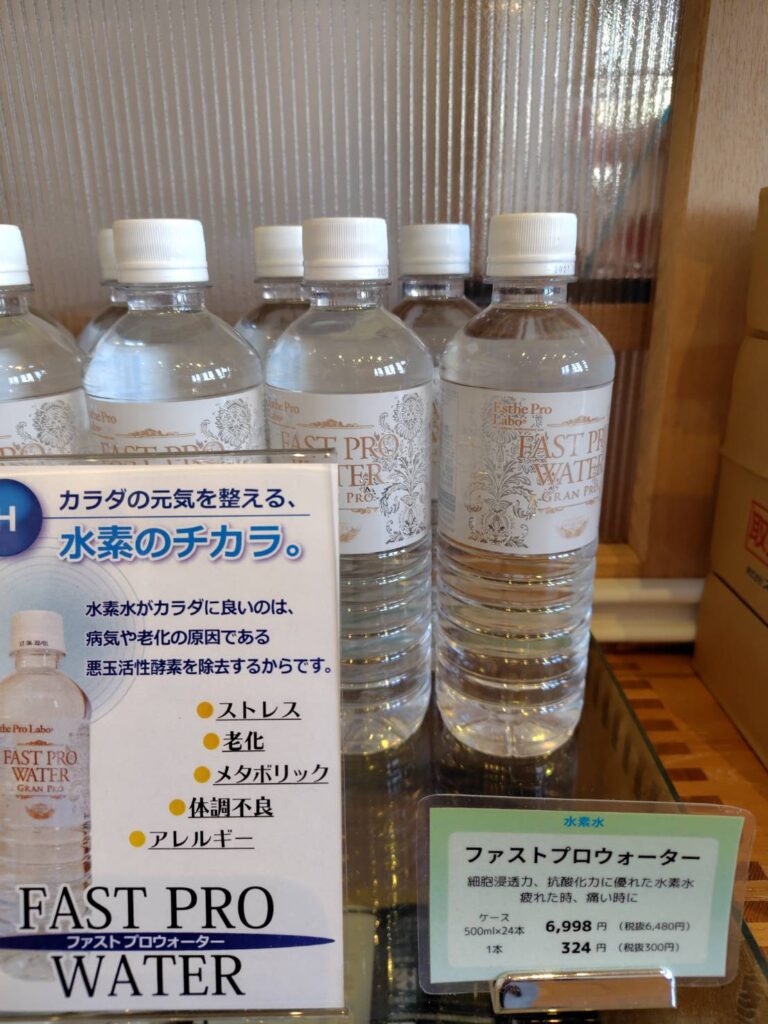 Esthe Pro
Labo
FAST PRO
WATER
GRAN PRO
Esthe Pro
Labo
FAST PRO
WATER
GRAN PRO
H
カラダの元気を整える、
水素のチカラ。
水素水がカラダに良いのは、
病気や老化の原因である
悪玉活性酵素を除去するからです。
●ストレス
●老化
●メタボリック
●体調不良
●アレルギー
the Pro Labo
FAST PRO
WATER
GRAN PRO
FAST PRO
ファストプロウォーター
WATER
水素水
ファストプロウォーター
細胞浸透力、抗酸化力に優れた水素水
疲れた時、痛い時に
ケース
500ml×24本 6,998 円 (税抜6,480円)
1本 324 円 (税抜300円)
取